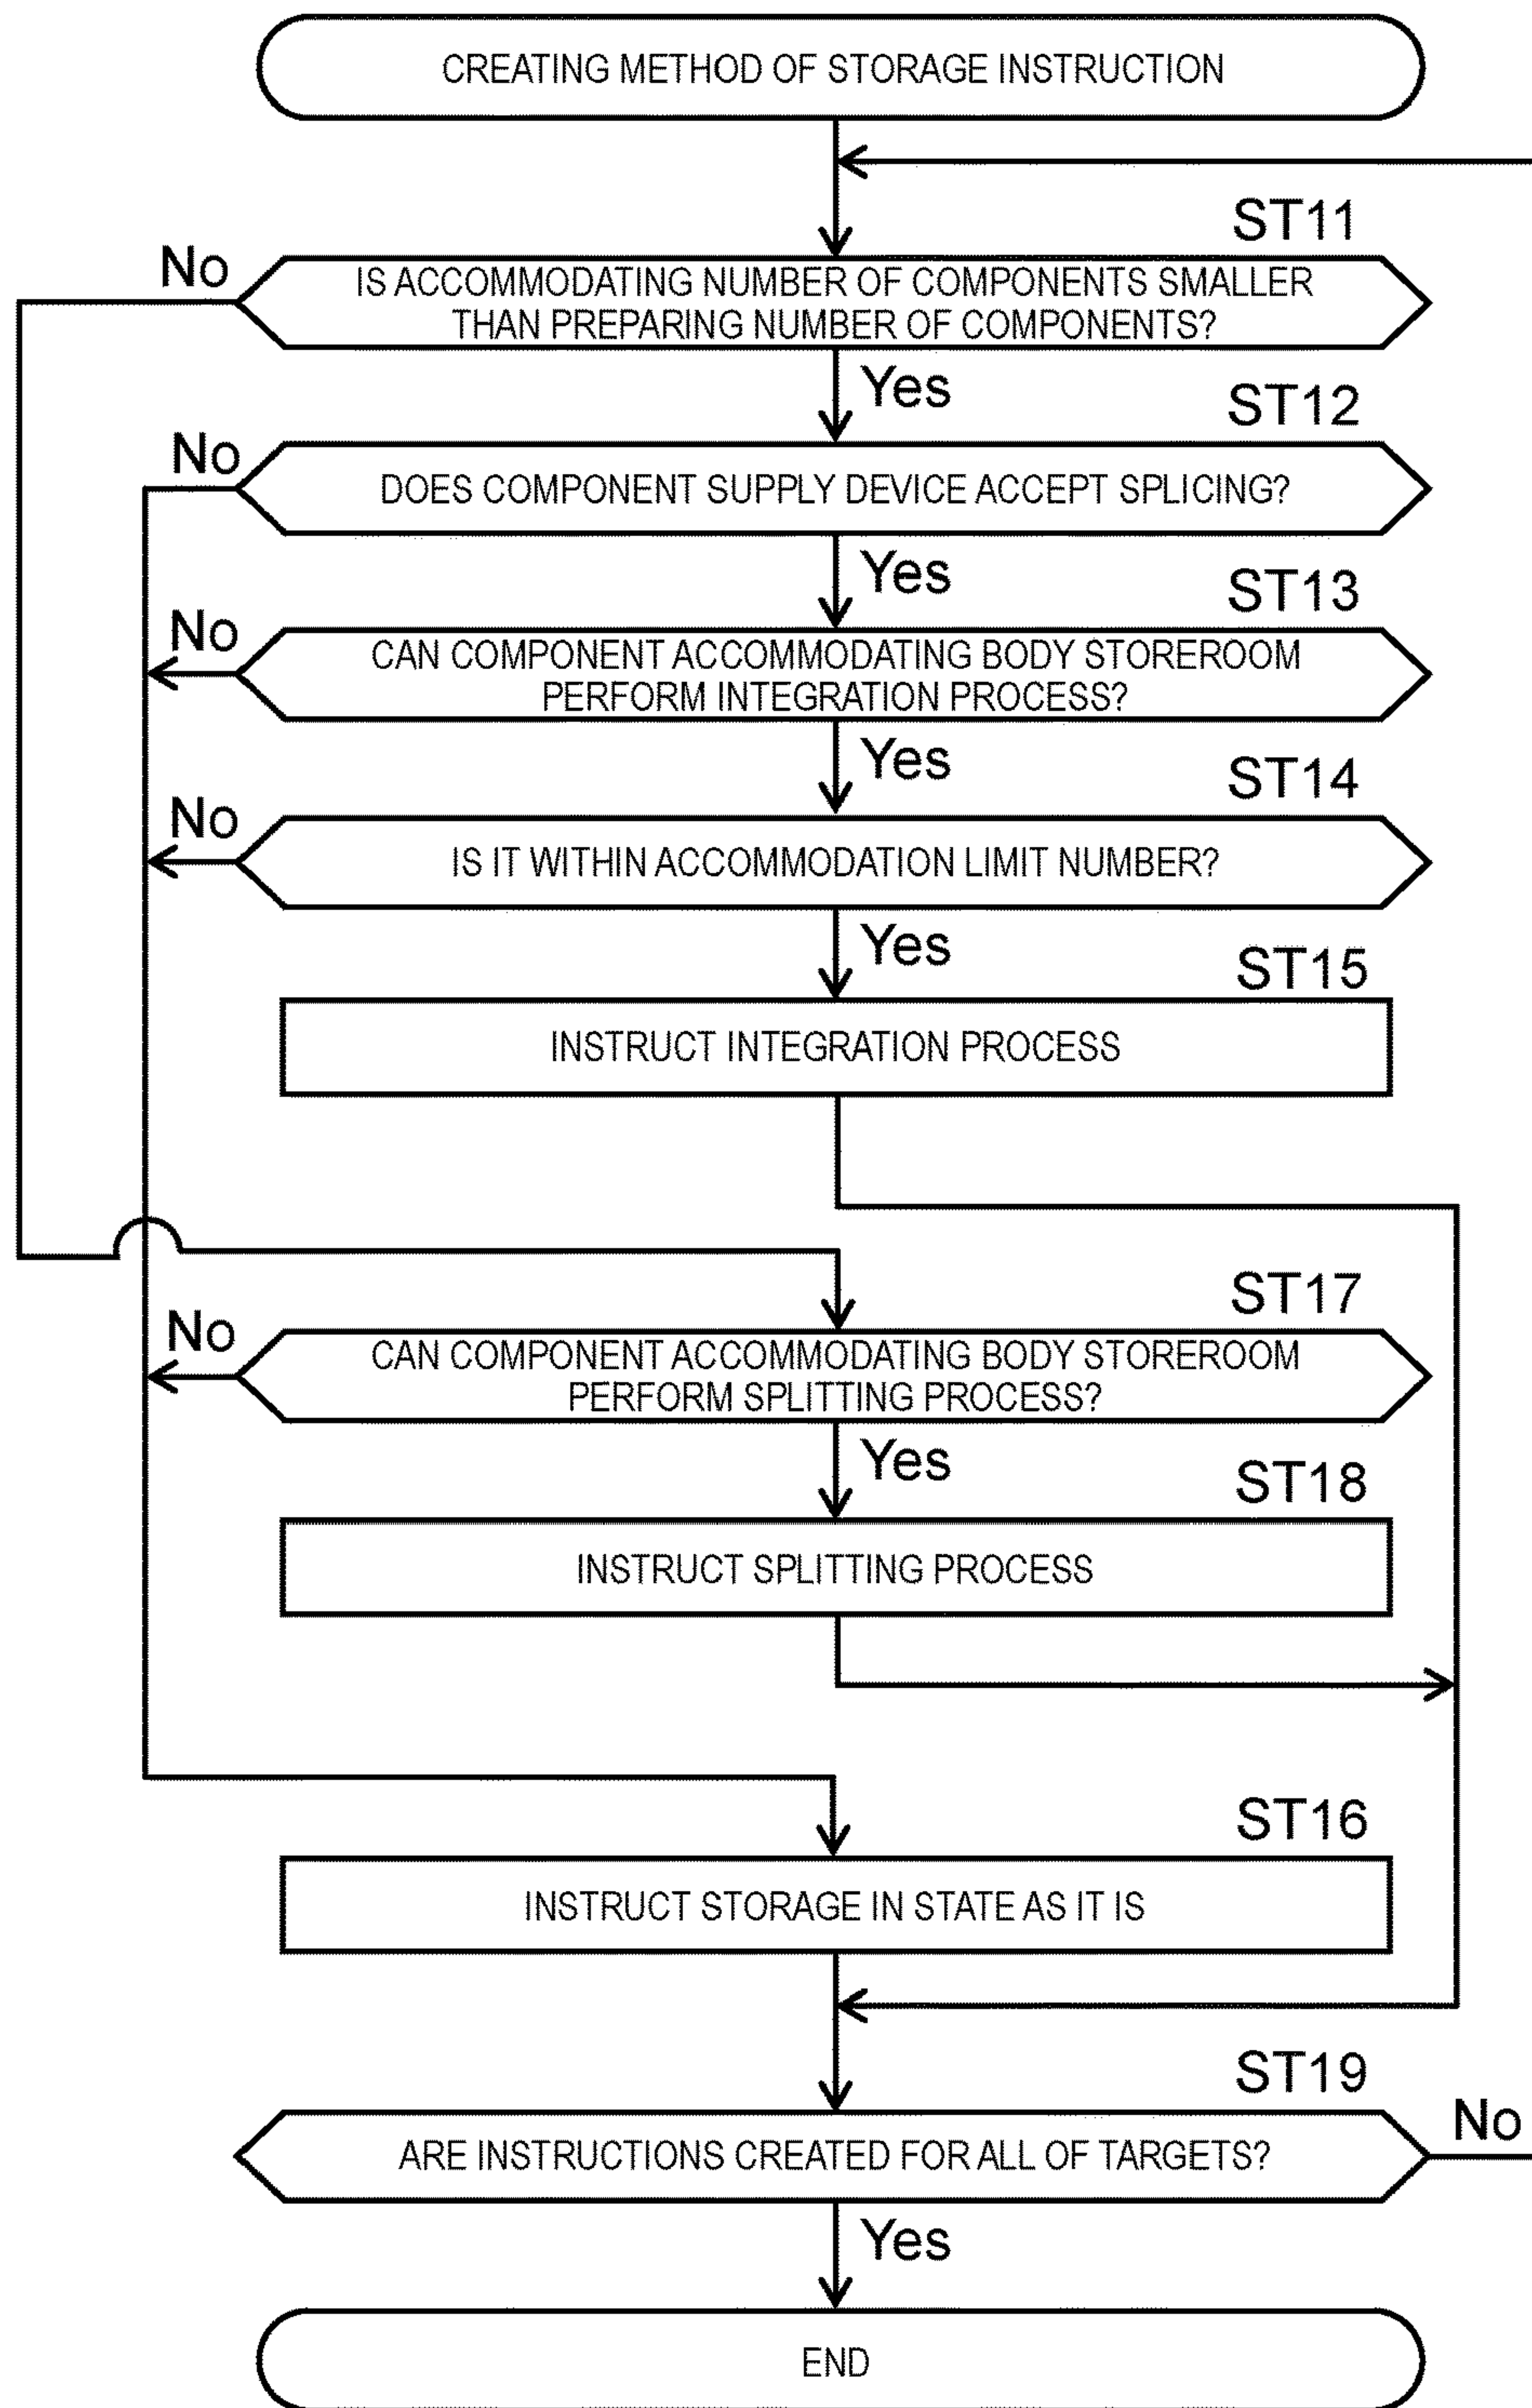 CREATING METHOD OF STORAGE INSTRUCTION
ST11
No
IS ACCOMMODATING NUMBER OF COMPONENTS SMALLER
THAN PREPARING NUMBER OF COMPONENTS?
Yes
ST12
No
DOES COMPONENT SUPPLY DEVICE ACCEPT SPLICING?
Yes
ST13
No
CAN COMPONENT ACCOMMODATING BODY STOREROOM
PERFORM INTEGRATION PROCESS?
Yes
ST14
No
IS IT WITHIN ACCOMMODATION LIMIT NUMBER?
Yes
ST15
INSTRUCT INTEGRATION PROCESS
ST17
No
CAN COMPONENT ACCOMMODATING BODY STOREROOM
PERFORM SPLITTING PROCESS?
Yes
ST18
INSTRUCT SPLITTING PROCESS
ST16
INSTRUCT STORAGE IN STATE AS IT IS
ST19
No
ARE INSTRUCTIONS CREATED FOR ALL OF TARGETS?
Yes
END